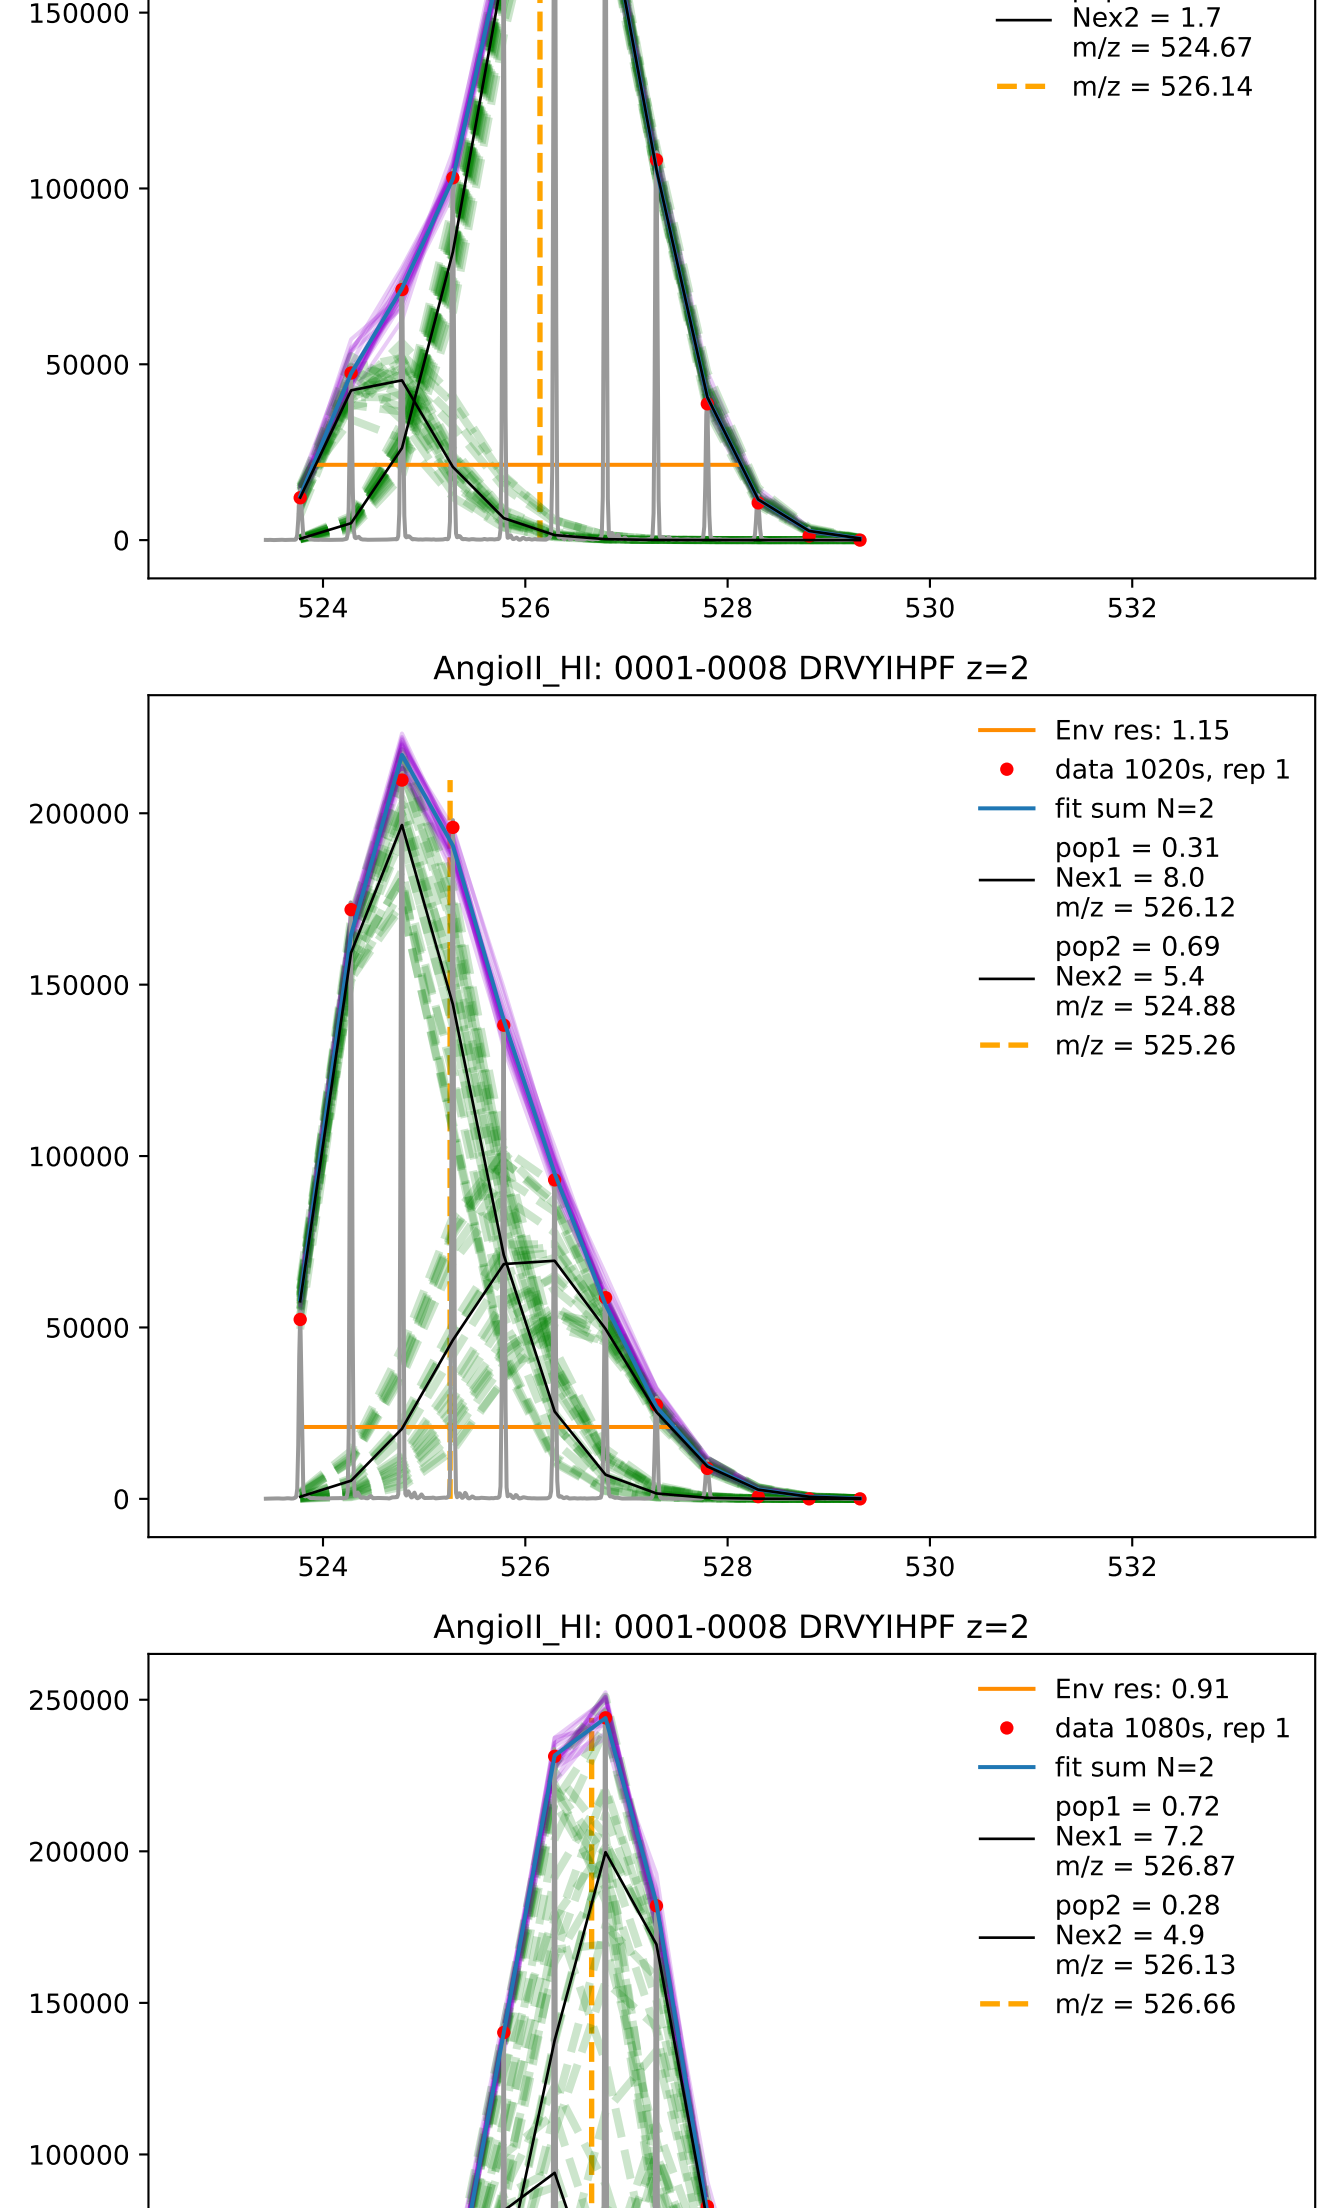 150000
Nex2 = 1.7
m/z = 524.67
m/z = 526.14
100000
50000
0
524 526 528 530 532
AngioII_HI: 0001-0008 DRVYIHPF z=2
Env res: 1.15
data 1020s, rep 1
fit sum N=2
pop1 = 0.31
Nex1 = 8.0
m/z = 526.12
pop2 = 0.69
Nex2 = 5.4
m/z = 524.88
m/z = 525.26
200000
150000
100000
50000
0
524 526 528 530 532
AngioII_HI: 0001-0008 DRVYIHPF z=2
Env res: 0.91
data 1080s, rep 1
fit sum N=2
pop1 = 0.72
Nex1 = 7.2
m/z = 526.87
pop2 = 0.28
Nex2 = 4.9
m/z = 526.13
m/z = 526.66
250000
200000
150000
100000